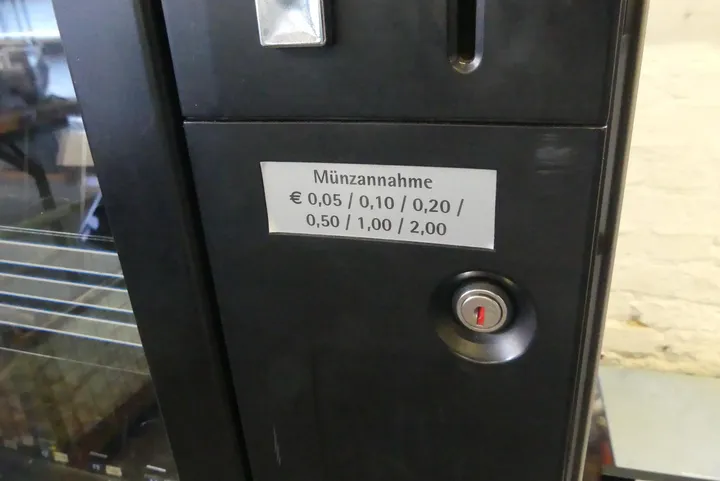 Münzannahme
€ 0,05 / 0,10 / 0,20 /
0,50 / 1,00 / 2,00